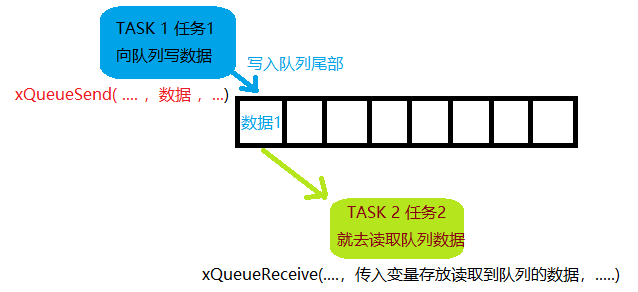 TASK 1 任务1
向队列写数据
写入队列尾部
xQueueSend( .... ，数据 ，...)
数据1
TASK 2 任务2
就去读取队列数据
xQueueReceive(....，传入变量存放读取到队列的数据，.....)